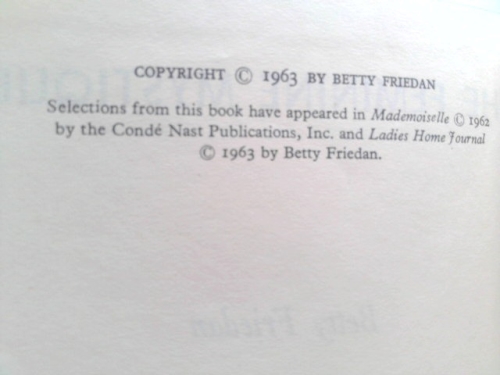 COPYRIGHT © 1963 BY BETTY FRIEDAN
Selections from this book have appeared in Mademoiselle © 1962
by the Condé Nast Publications, Inc. and Ladies Home Journal
© 1963 by Betty Friedan.